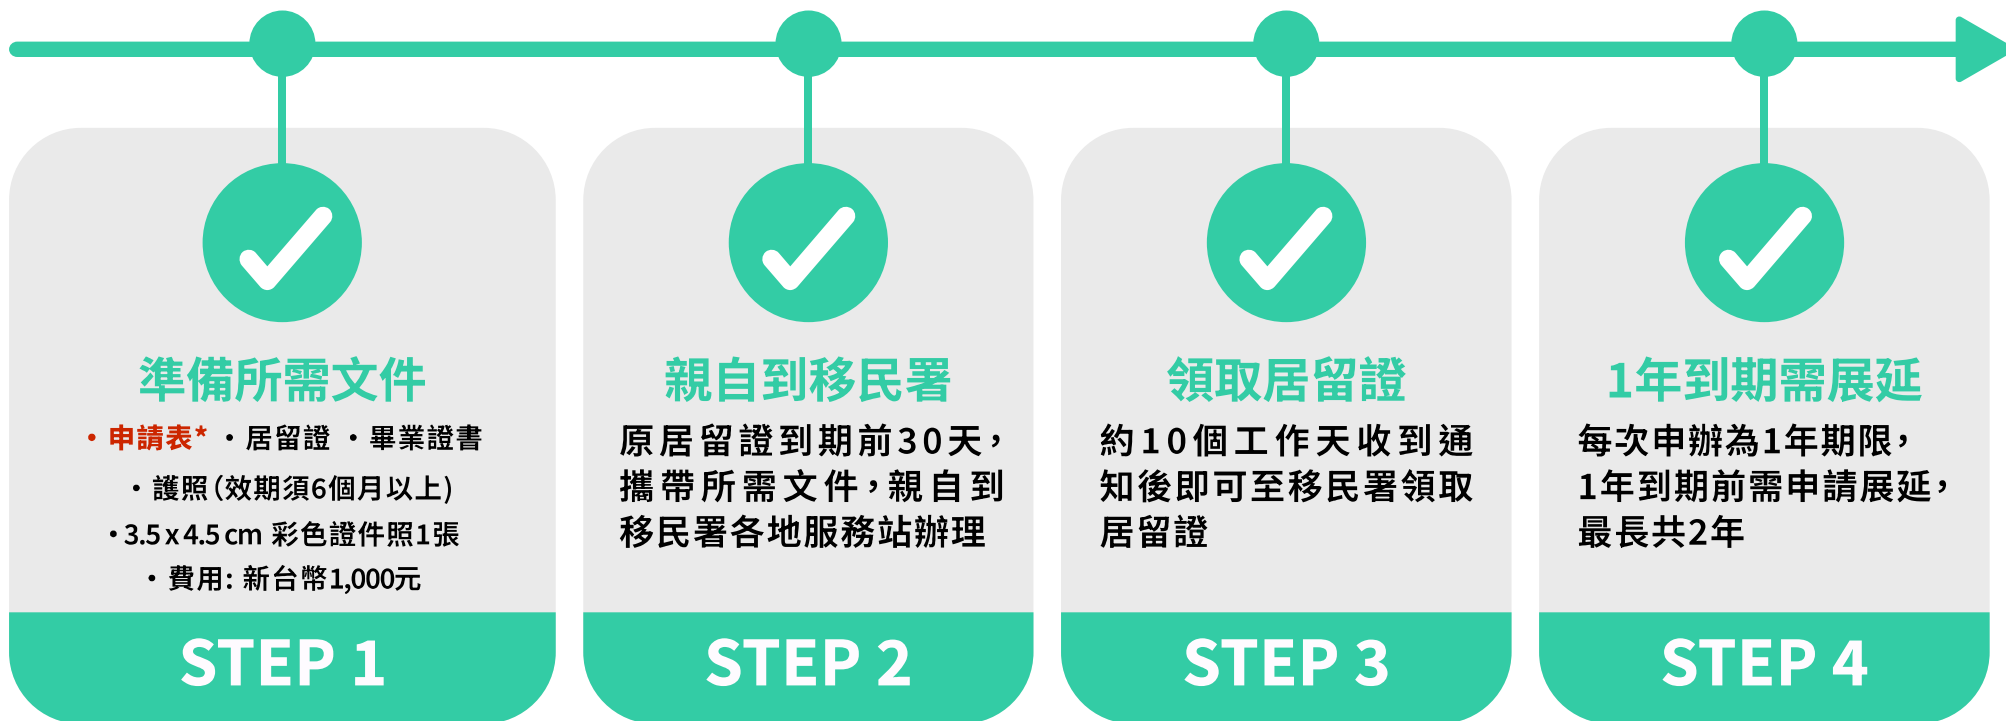 準備所需文件
• 申請表* • 居留證 • 畢業證書
• 護照(效期須6個月以上)
• 3.5 x 4.5 cm 彩色證件照1張
• 費用: 新台幣1,000元
STEP 1
親自到移民署
原居留證到期前30天，
攜帶所需文件，親自到
移民署各地服務站辦理
STEP 2
領取居留證
約10個工作天收到通
知後即可至移民署領取
居留證
STEP 3
1年到期需展延
每次申辦為1年期限，
1年到期前需申請展延，
最長共2年
STEP 4